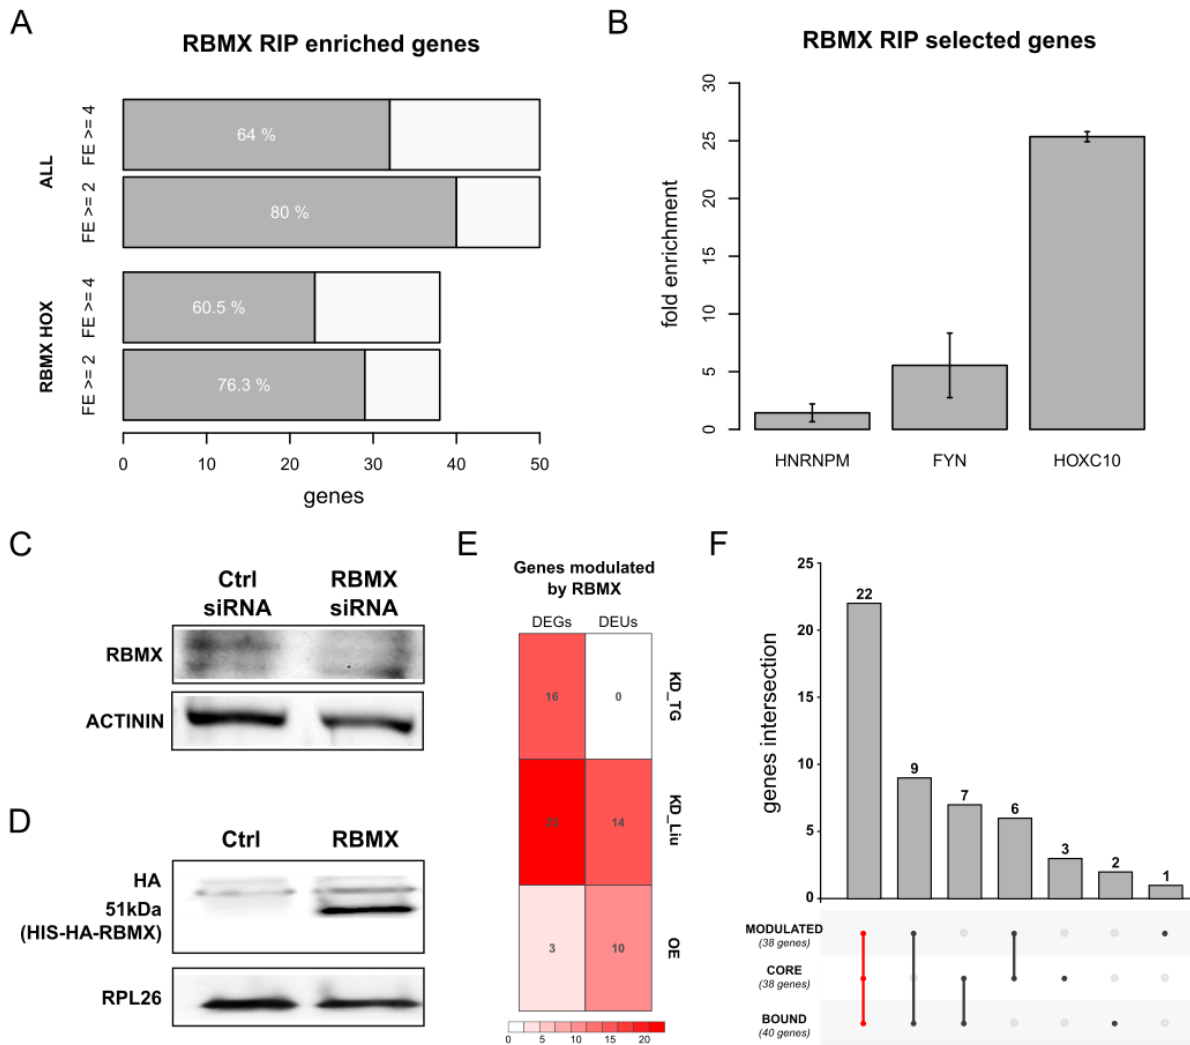 A
RBMX RIP enriched genes
ALL
FE >= 4
64 %
FE >= 2
80 %
RBMX HOX
FE >= 4
60.5 %
FE >= 2
76.3 %
0 10 20 30 40 50
genes
B
RBMX RIP selected genes
fold enrichment
30
25
20
15
10
5
0
HNRNPM FYN HOXC10
C
Ctrl siRNA
RBMX siRNA
RBMX
ACTININ
D
Ctrl RBMX
HA
51kDa
(HIS-HA-RBMX)
RPL26
E
Genes modulated
by RBMX
DEGs DEUs
16 0 KD_TG
14 KD_Liu
3 10 OE
0 5 10 15 20
F
genes intersection
25
20
15
10
5
0
22 9 7 6 3 2 1
MODULATED
(38 genes)
CORE
(38 genes)
BOUND
(40 genes)